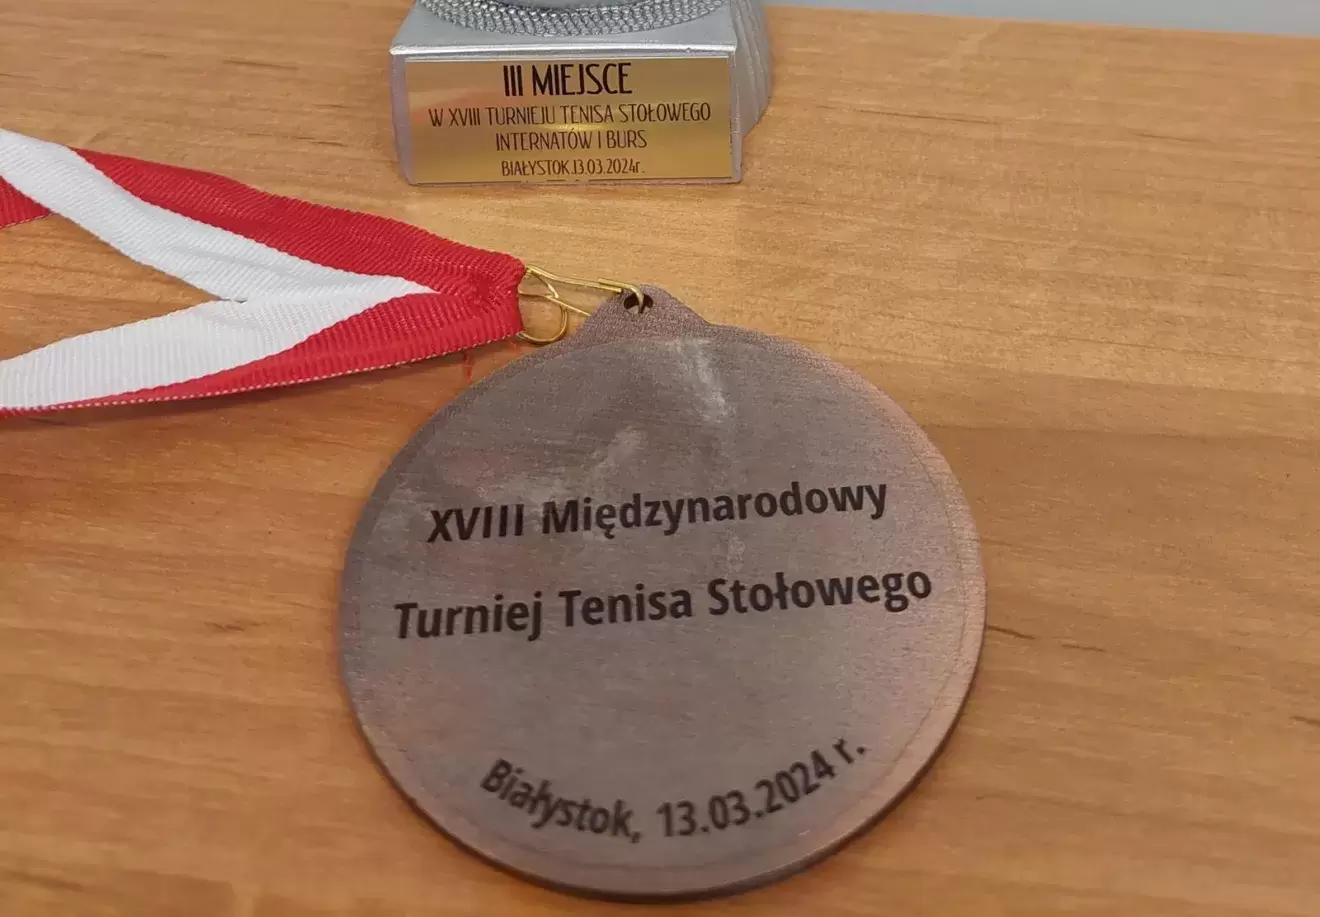 III MIEJSCE
W XVIII TURNIEJU TENISA STOŁOWEGO
INTERNATÓW I BURS
BIAŁYSTOK.13.03.2024r.
XVIII Międzynarodowy
Turniej Tenisa Stołowego
Białystok, 13.03.2024 r.